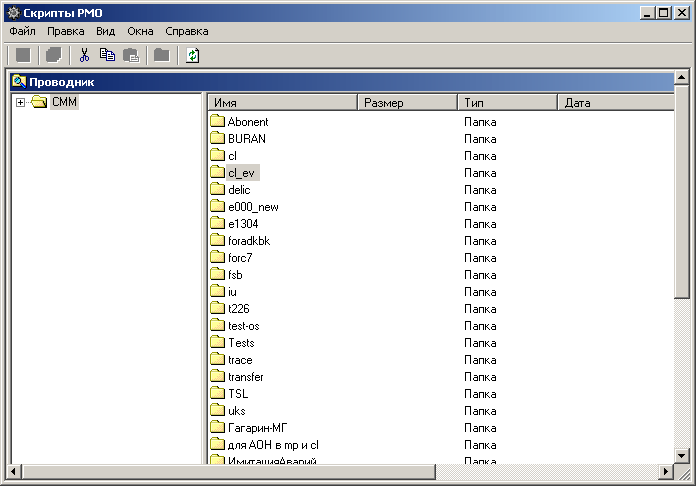 Скрипты РМО
Файл Правка Вид Окна Справка
Проводник
СММ
Имя Размер Тип Дата
Abonent Папка
BURAN Папка
cl Папка
cl_ev Папка
delic Папка
e000_new Папка
e1304 Папка
foradkbk Папка
forc7 Папка
fsb Папка
iu Папка
t226 Папка
test-os Папка
Tests Папка
trace Папка
transfer Папка
TSL Папка
uks Папка
Гагарин-МГ Папка
для АОН в mp и cl Папка
ИмитацияАварий Папка